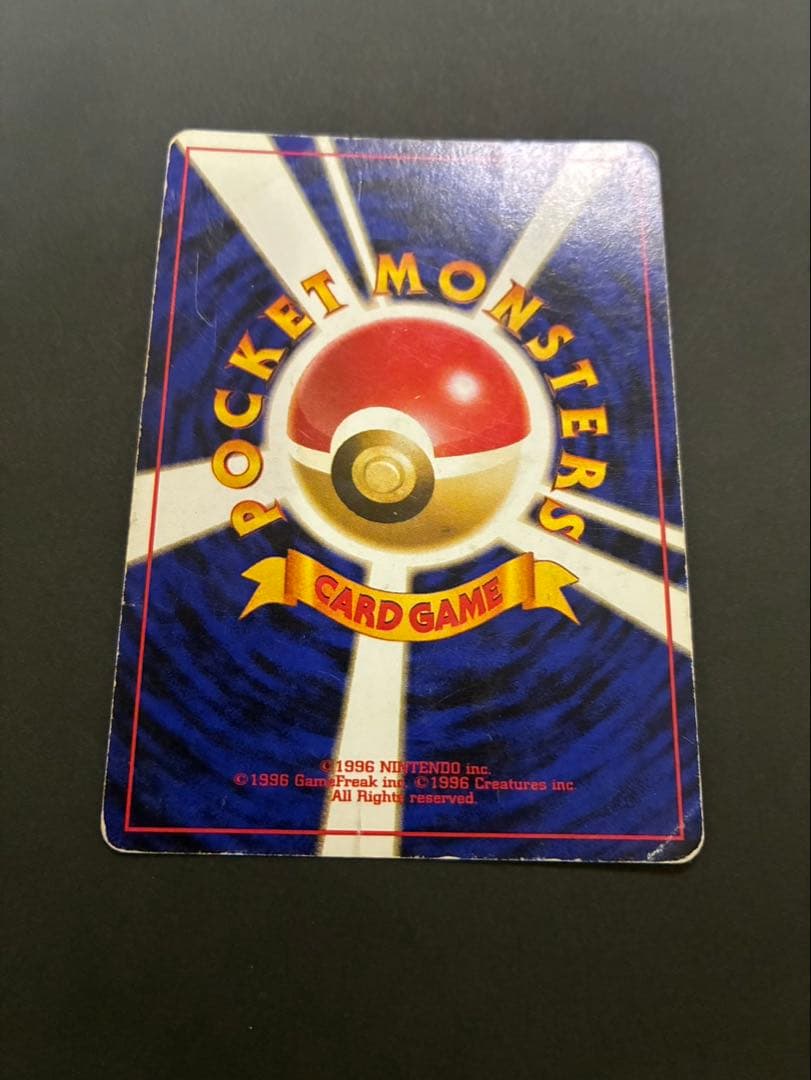 POCKET MONSTERS
CARD GAME
©1996 NINTENDO inc.
©1996 GameFreak inc. ©1996 Creatures inc
All Rights reserved.